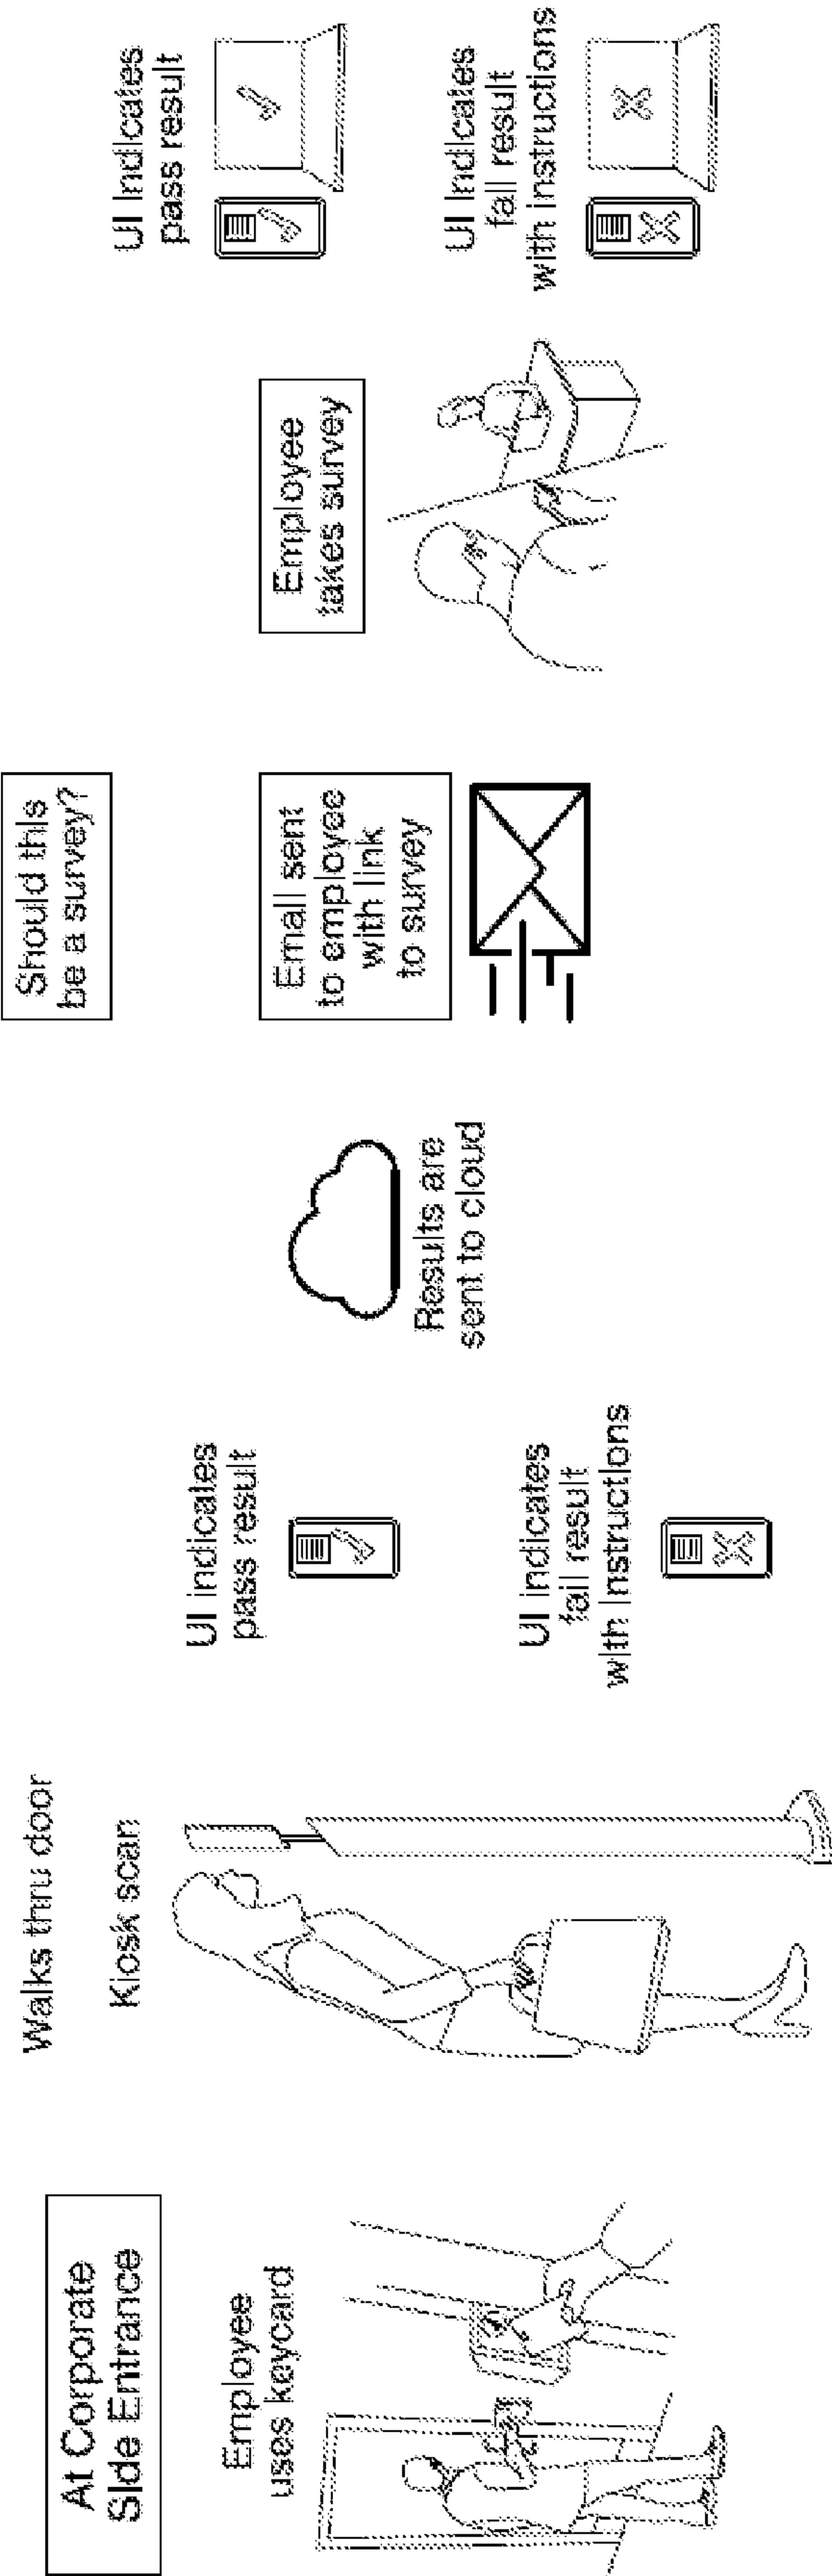 At Corporate
Side Entrance
Employee
uses keycard
Walks thru door
Kiosk scan
UI indicates
pass result
UI indicates
fail result
with instructions
Results are
sent to cloud
Should this
be a survey?
Email sent
to employee
with link
to survey
Employee
takes survey
UI indicates
pass result
UI indicates
fail result
with instructions